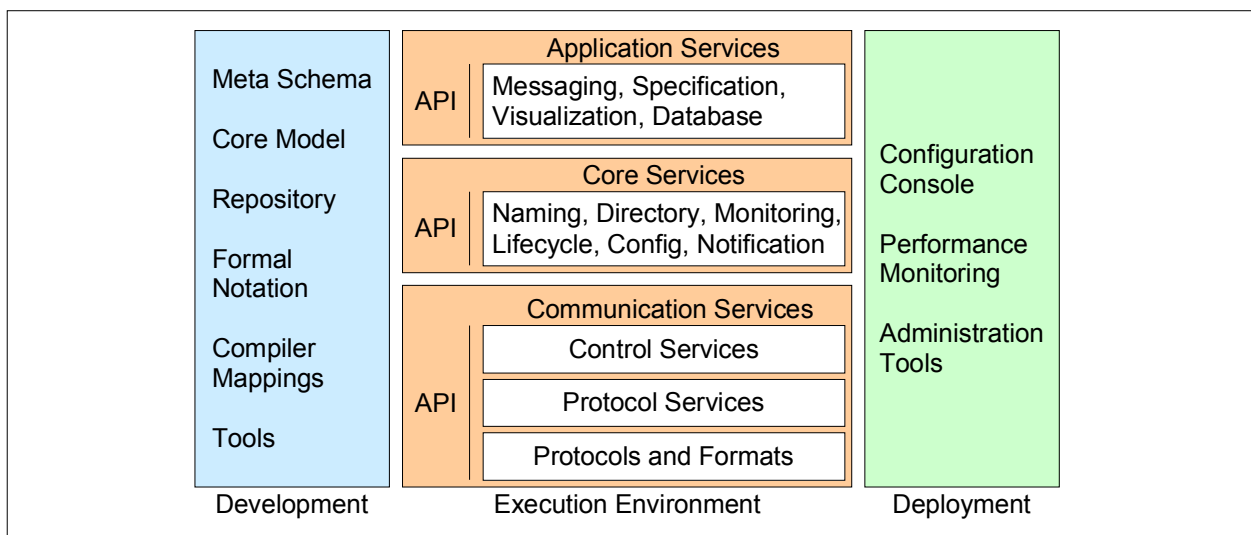 Meta Schema
Core Model
Repository
Formal
Notation
Compiler
Mappings
Tools
Development
Application Services
API
Messaging, Specification,
Visualization, Database
Core Services
API
Naming, Directory, Monitoring,
Lifecycle, Config, Notification
Communication Services
API
Control Services
Protocol Services
Protocols and Formats
Execution Environment
Configuration
Console
Performance
Monitoring
Administration
Tools
Deployment